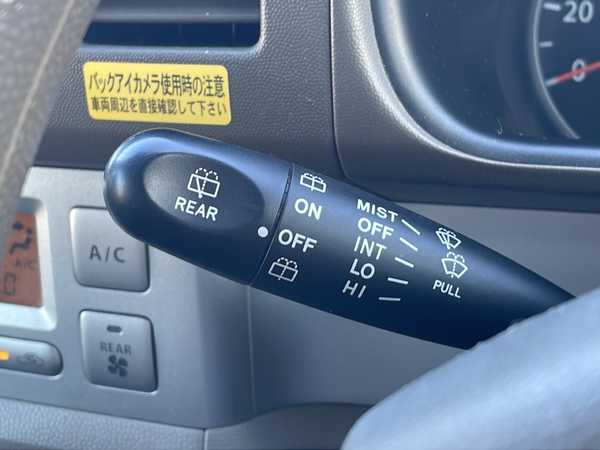 バックアイカメラ使用時の注意
車両周辺を直接確認して下さい
20
0
REAR
ON
OFF
MIST
OFF
INT
LO
HI
PULL
A/C
A/C
REAR